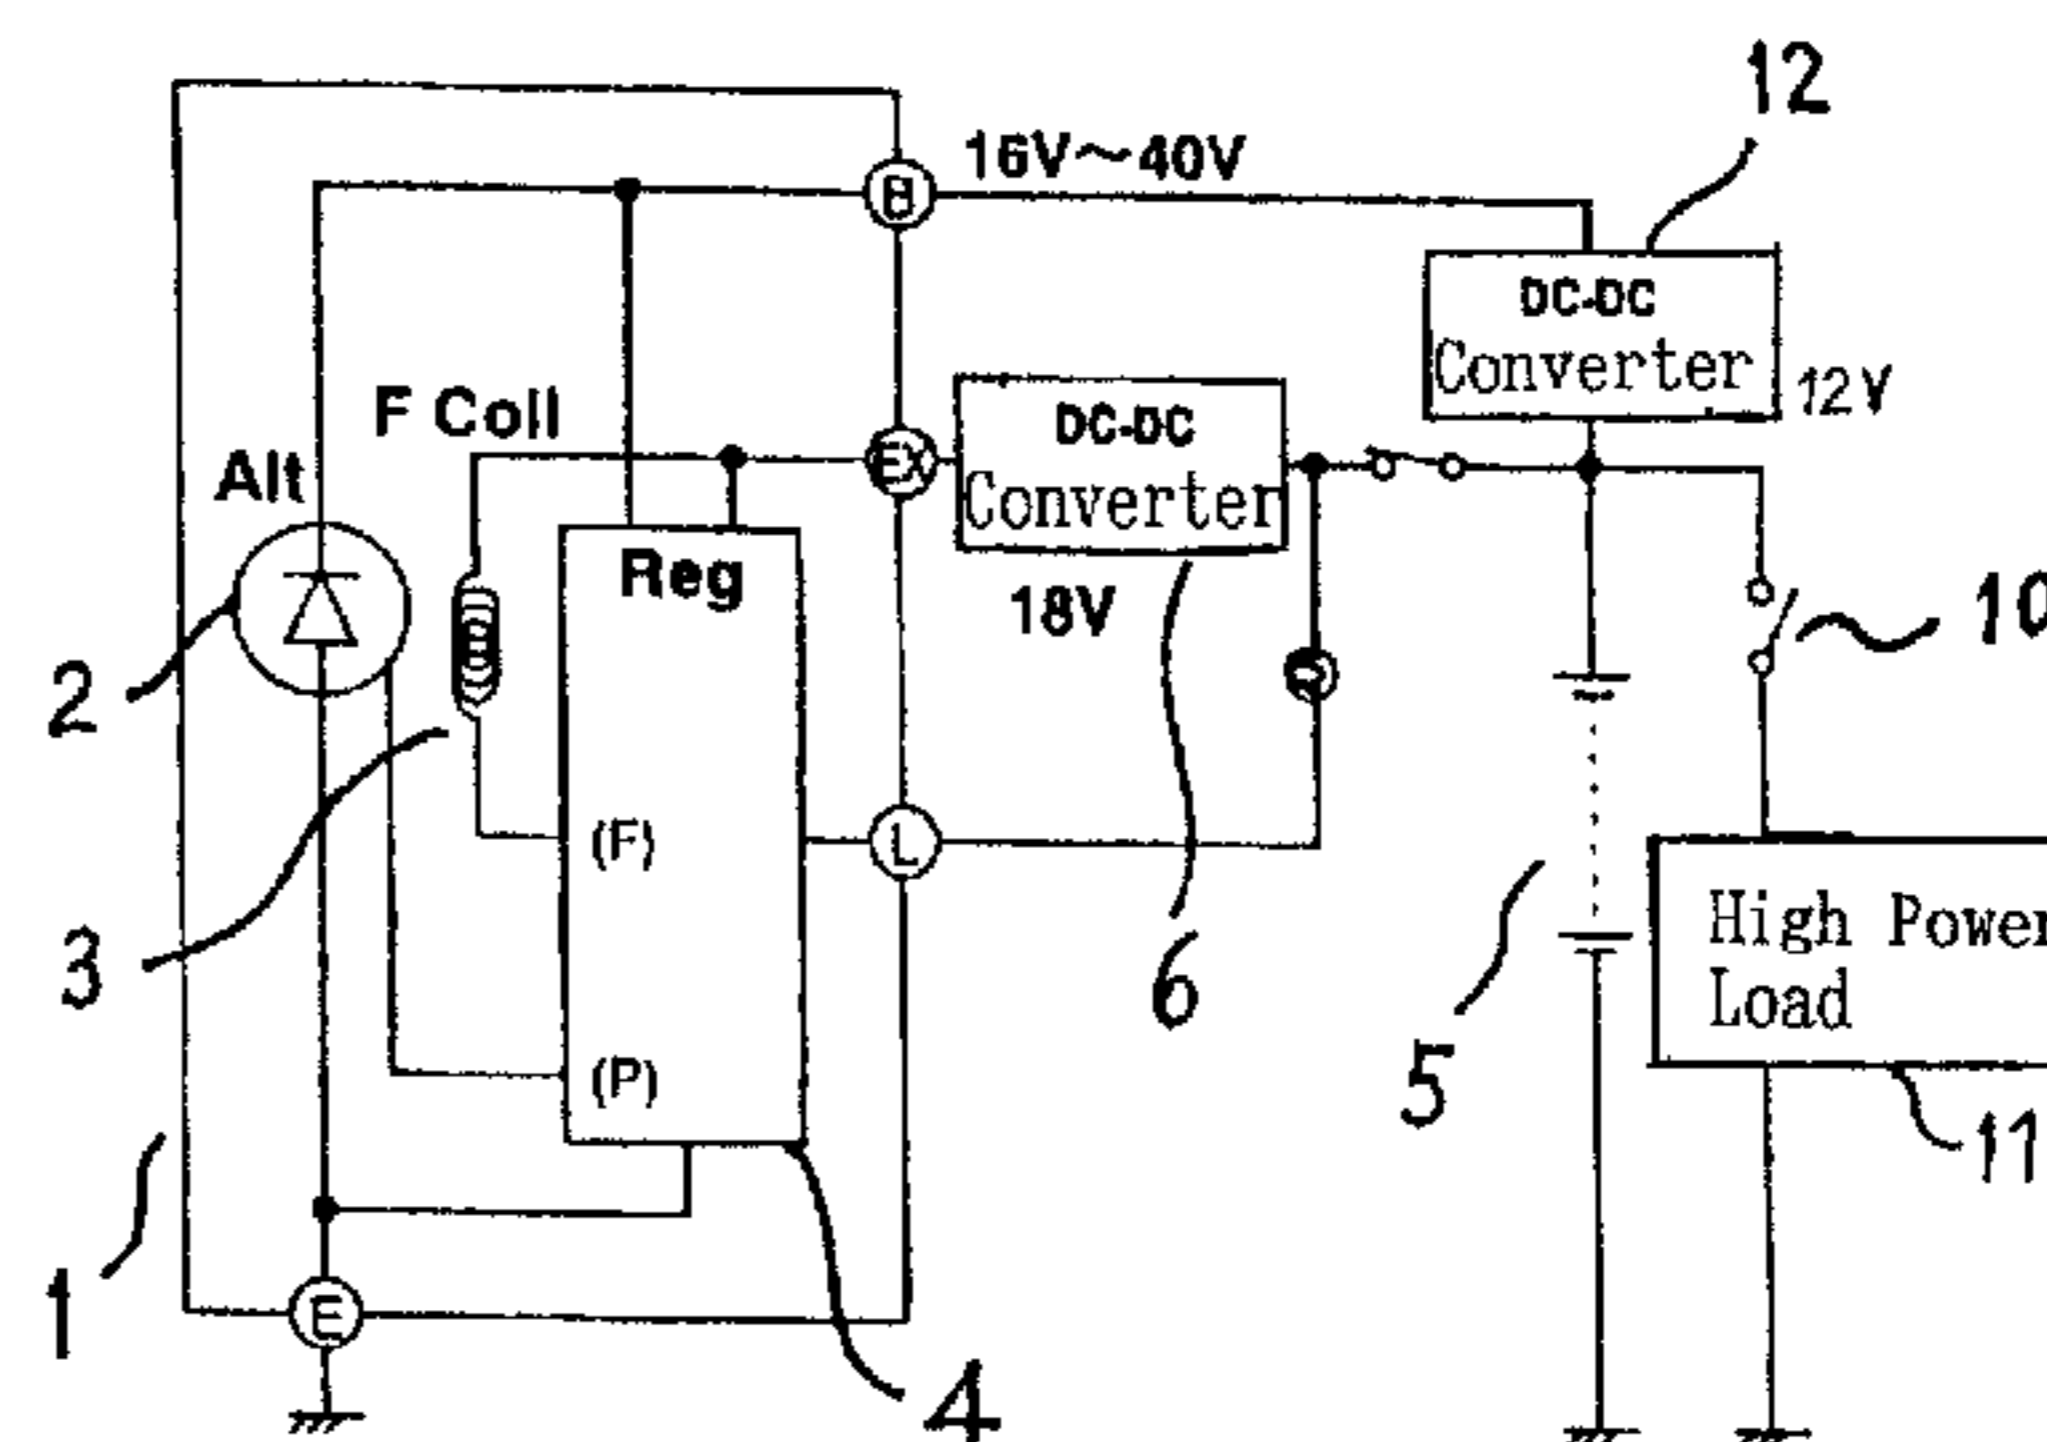 12
16V～40V
B
DC-DC
Converter
12V
F Coil
DC-DC
Converter
EX
Alt
Reg
18V
10
2
(F)
L
High Power
Load
3
6
5
(P)
11
1
E
4